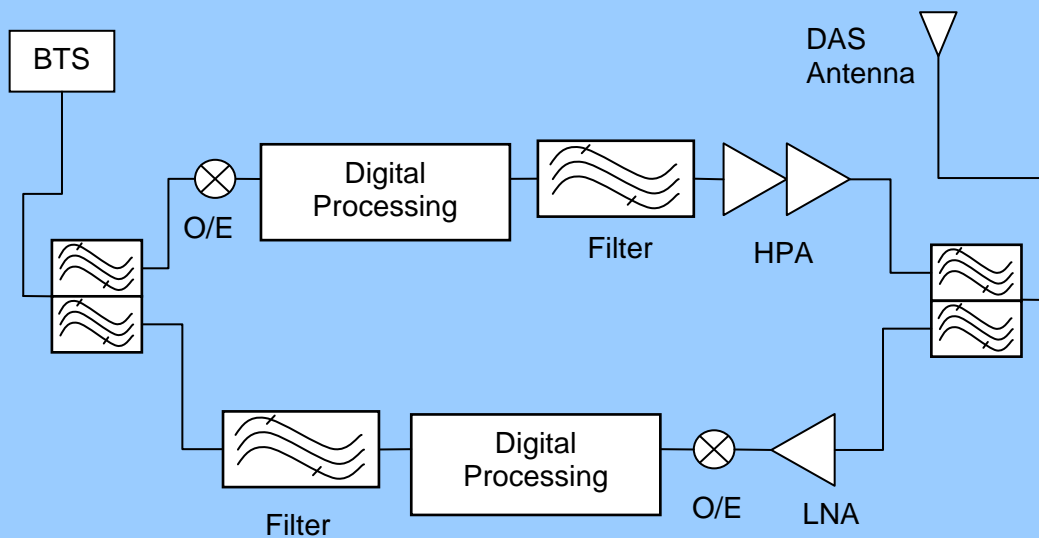 BTS
DAS
Antenna
O/E
Digital
Processing
Filter
HPA
Filter
Digital
Processing
O/E
LNA